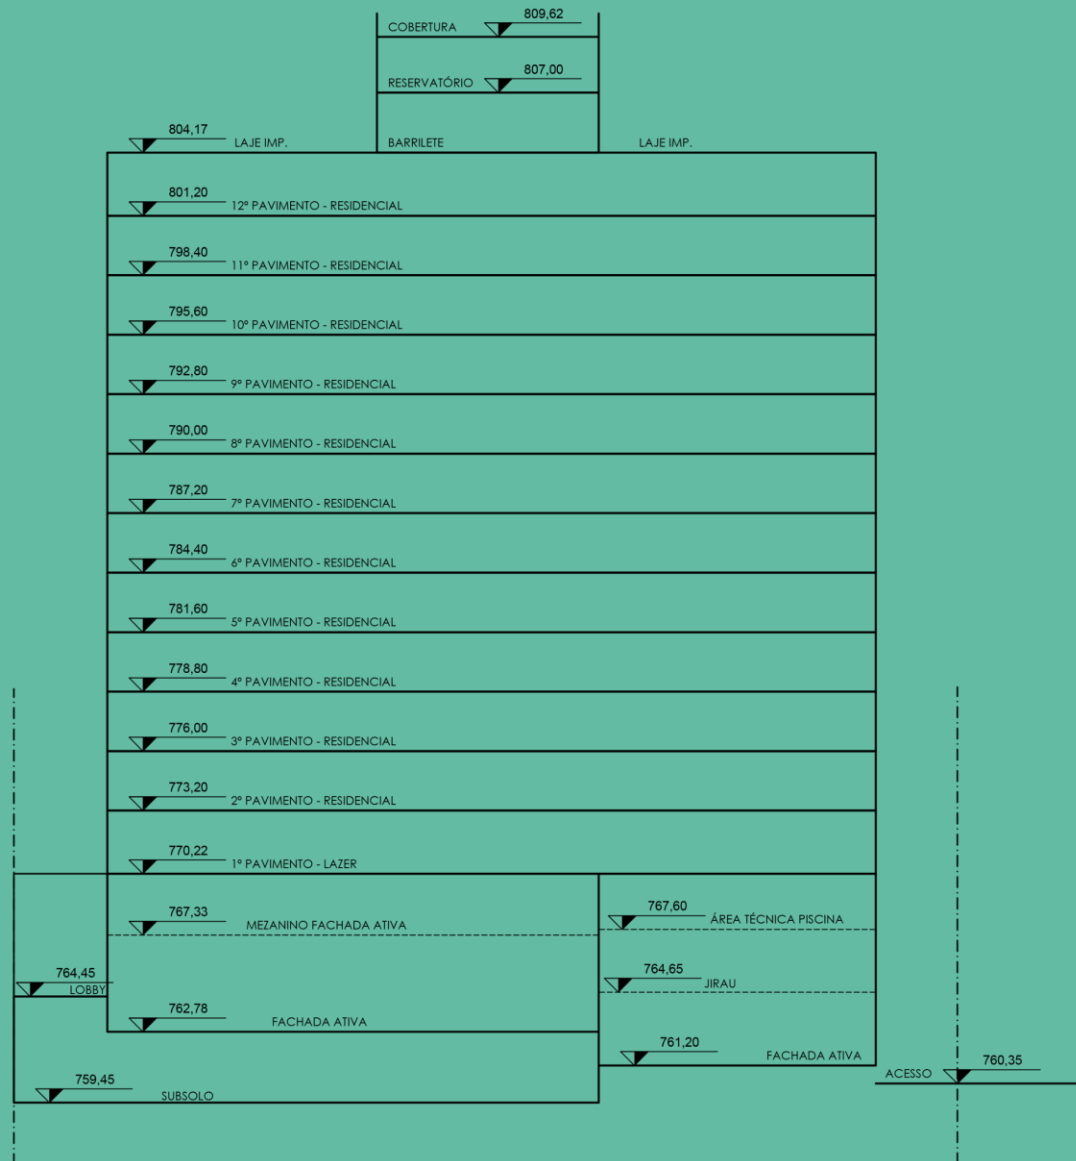 809,62
COBERTURA
807,00
RESERVATÓRIO
804,17
LAJE IMP.
BARRILETE
LAJE IMP.
801,20
12º PAVIMENTO - RESIDENCIAL
798,40
11º PAVIMENTO - RESIDENCIAL
795,60
10º PAVIMENTO - RESIDENCIAL
792,80
9º PAVIMENTO - RESIDENCIAL
790,00
8º PAVIMENTO - RESIDENCIAL
787,20
7º PAVIMENTO - RESIDENCIAL
784,40
6º PAVIMENTO - RESIDENCIAL
781,60
5º PAVIMENTO - RESIDENCIAL
778,80
4º PAVIMENTO - RESIDENCIAL
776,00
3º PAVIMENTO - RESIDENCIAL
773,20
2º PAVIMENTO - RESIDENCIAL
770,22
1º PAVIMENTO - LAZER
767,33
MEZANINO FACHADA ATIVA
767,60
ÁREA TÉCNICA PISCINA
764,45
LOBBY
764,65
JIRAU
762,78
FACHADA ATIVA
761,20
FACHADA ATIVA
760,35
ACESSO
759,45
SUBSOLO